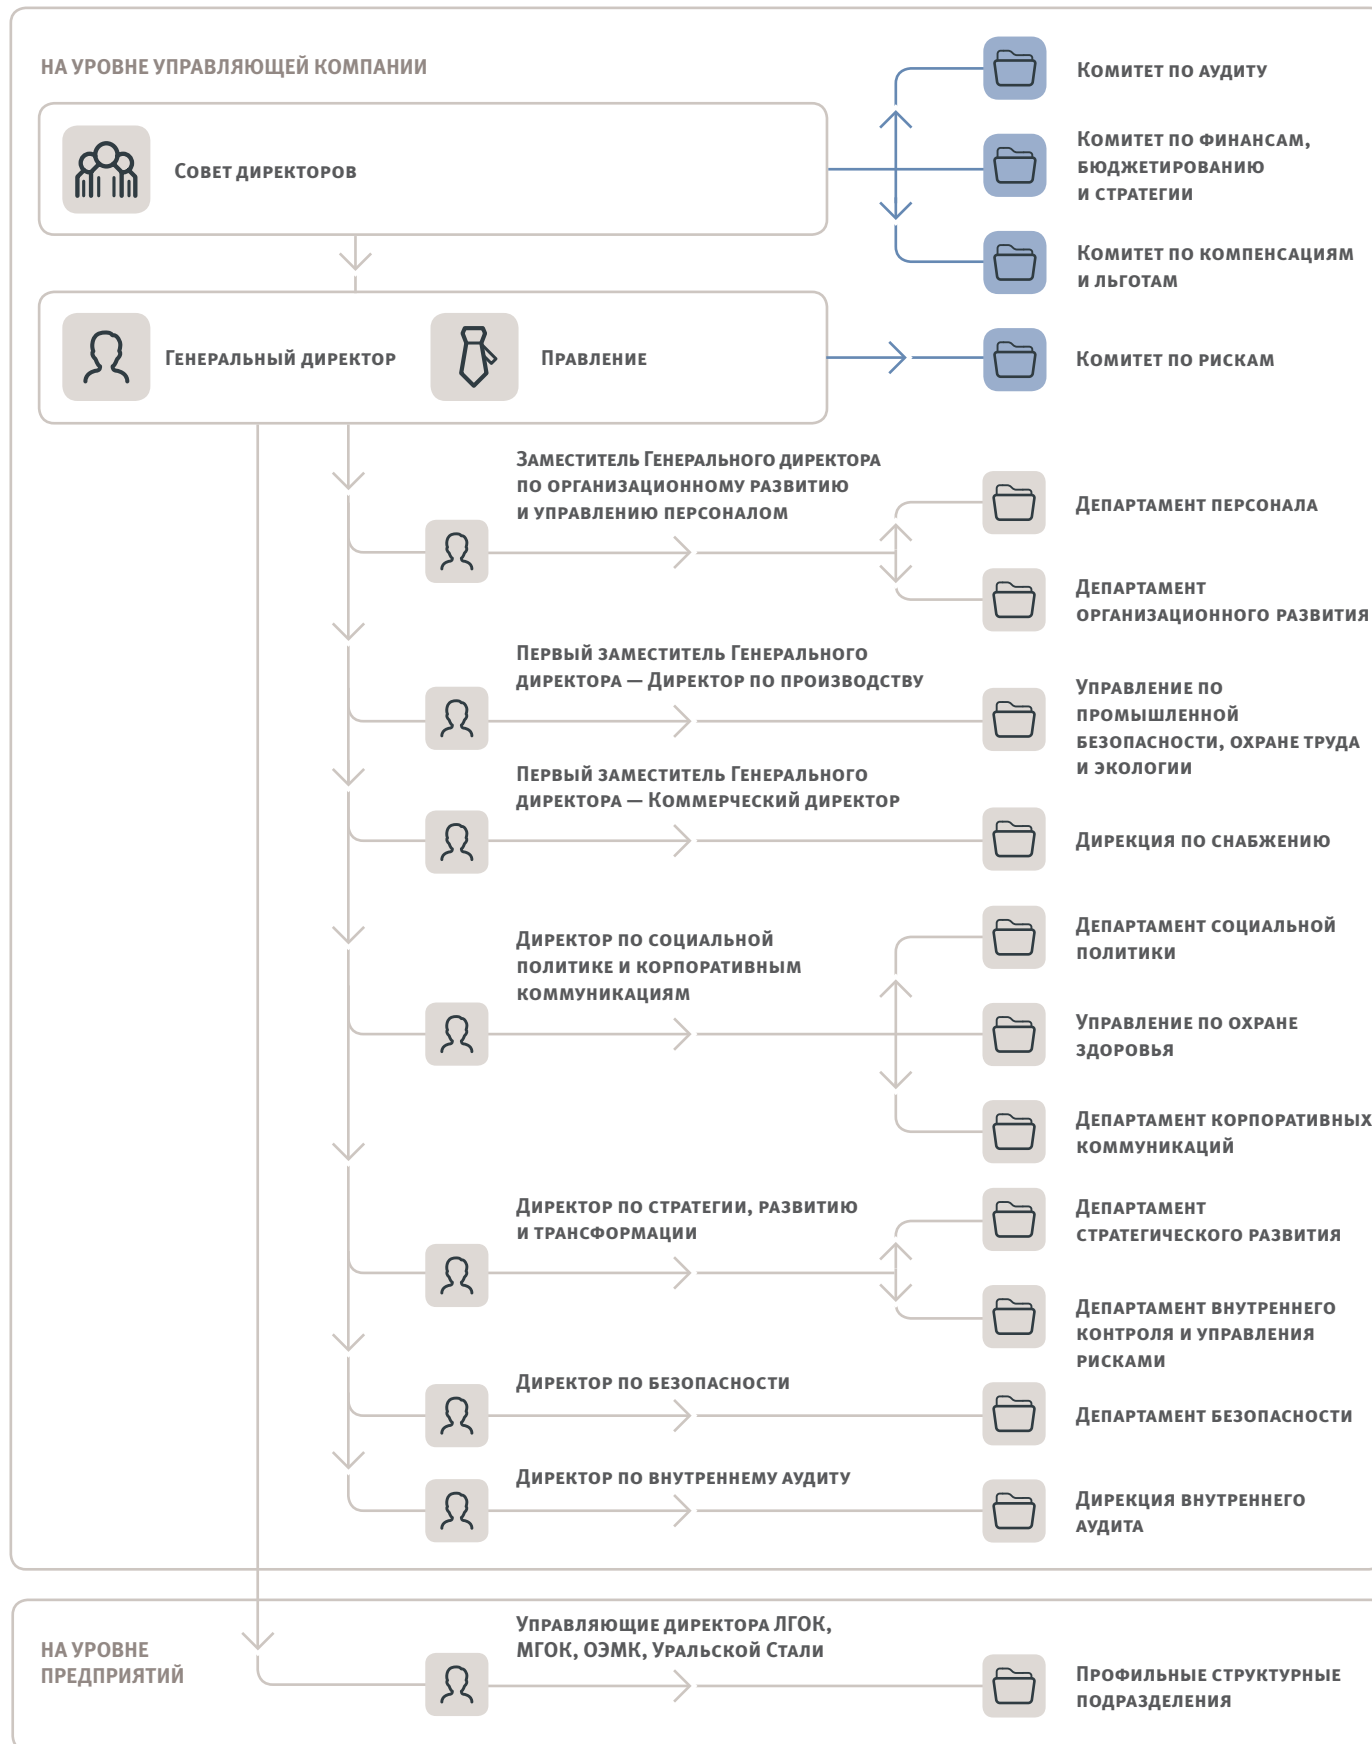 НА УРОВНЕ УПРАВЛЯЮЩЕЙ КОМПАНИИ
Совет директоров
Комитет по аудиту
Комитет по финансам,
бюджетированию
и стратегии
Комитет по компенсациям
и льготам
Генеральный директор
Правление
Комитет по рискам
Заместитель Генерального директора
по организационному развитию
и управлению персоналом
Департамент персонала
Департамент
организационного развития
Первый заместитель Генерального
директора — Директор по производству
Управление по
промышленной
безопасности, охране труда
и экологии
Первый заместитель Генерального
директора — Коммерческий директор
Дирекция по снабжению
Директор по социальной
политике и корпоративным
коммуникациям
Департамент социальной
политики
Управление по охране
здоровья
Департамент корпоративных
коммуникаций
Директор по стратегии, развитию
и трансформации
Департамент
стратегического развития
Департамент внутреннего
контроля и управления
рисками
Директор по безопасности
Департамент безопасности
Директор по внутреннему аудиту
Дирекция внутреннего
аудита
НА УРОВНЕ
ПРЕДПРИЯТИЙ
Управляющие директора ЛГОК,
МГОК, ОЭМК, Уральской Стали
Профильные структурные
подразделения